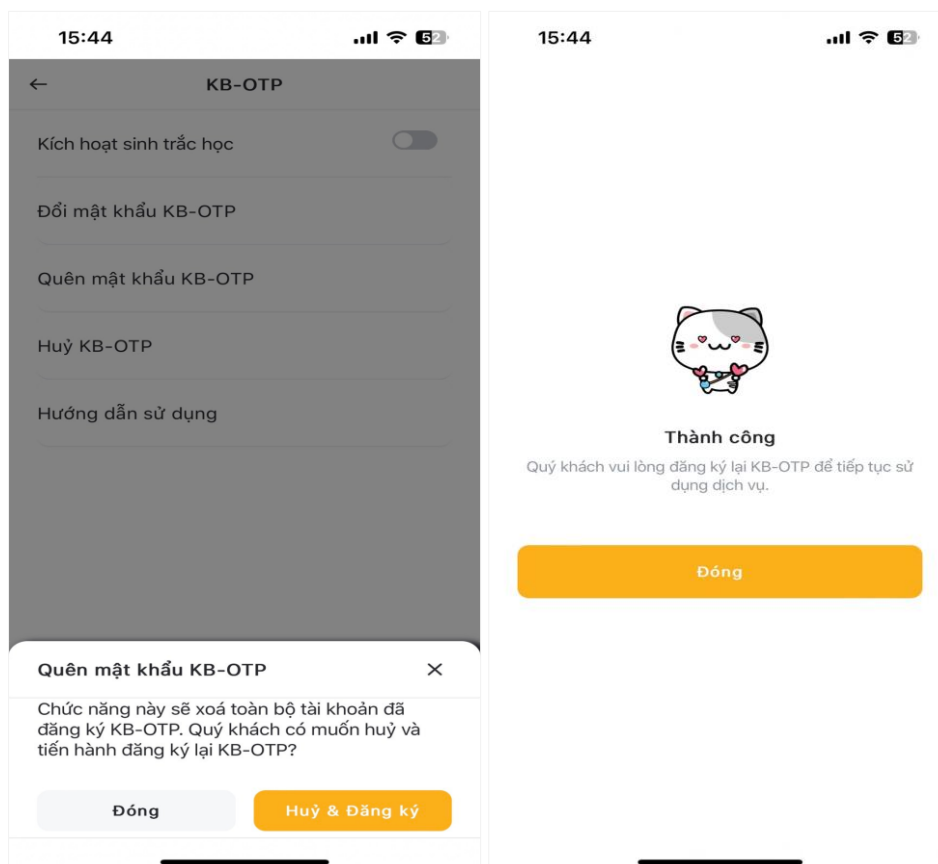 15:44
52
KB-OTP
Kích hoạt sinh trắc học
Đổi mật khẩu KB-OTP
Quên mật khẩu KB-OTP
Huỷ KB-OTP
Hướng dẫn sử dụng
Quên mật khẩu KB-OTP
Chức năng này sẽ xoá toàn bộ tài khoản đã
đăng ký KB-OTP. Quý khách có muốn huỷ và
tiến hành đăng ký lại KB-OTP?
Đóng
Huỷ & Đăng ký
15:44
52
Thành công
Quý khách vui lòng đăng ký lại KB-OTP để tiếp tục sử
dụng dịch vụ.
Đóng